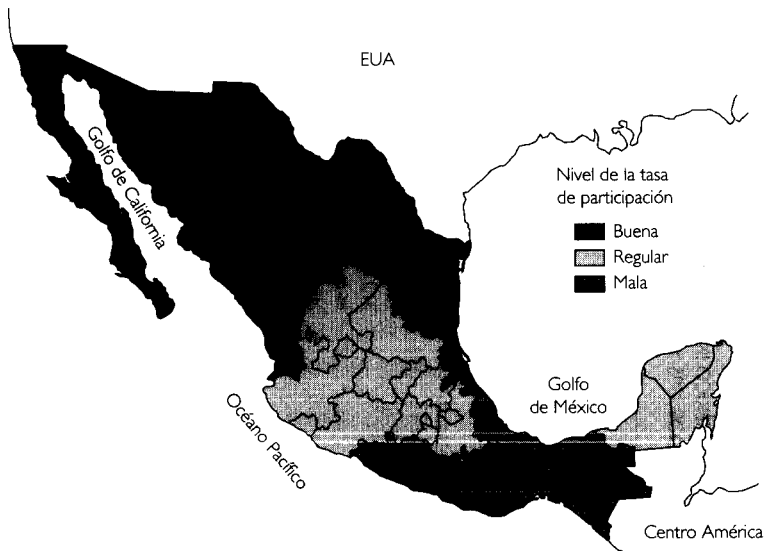 EUA
Golfo de California
Nivel de la tasa
de participación
Buena
Regular
Mala
Golfo
de México
Océano Pacífico
Centro América